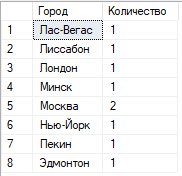 Город Количество
1 Лас-Вегас 1
2 Лиссабон 1
3 Лондон 1
4 Минск 1
5 Москва 2
6 Нью-Йорк 1
7 Пекин 1
8 Эдмонтон 1